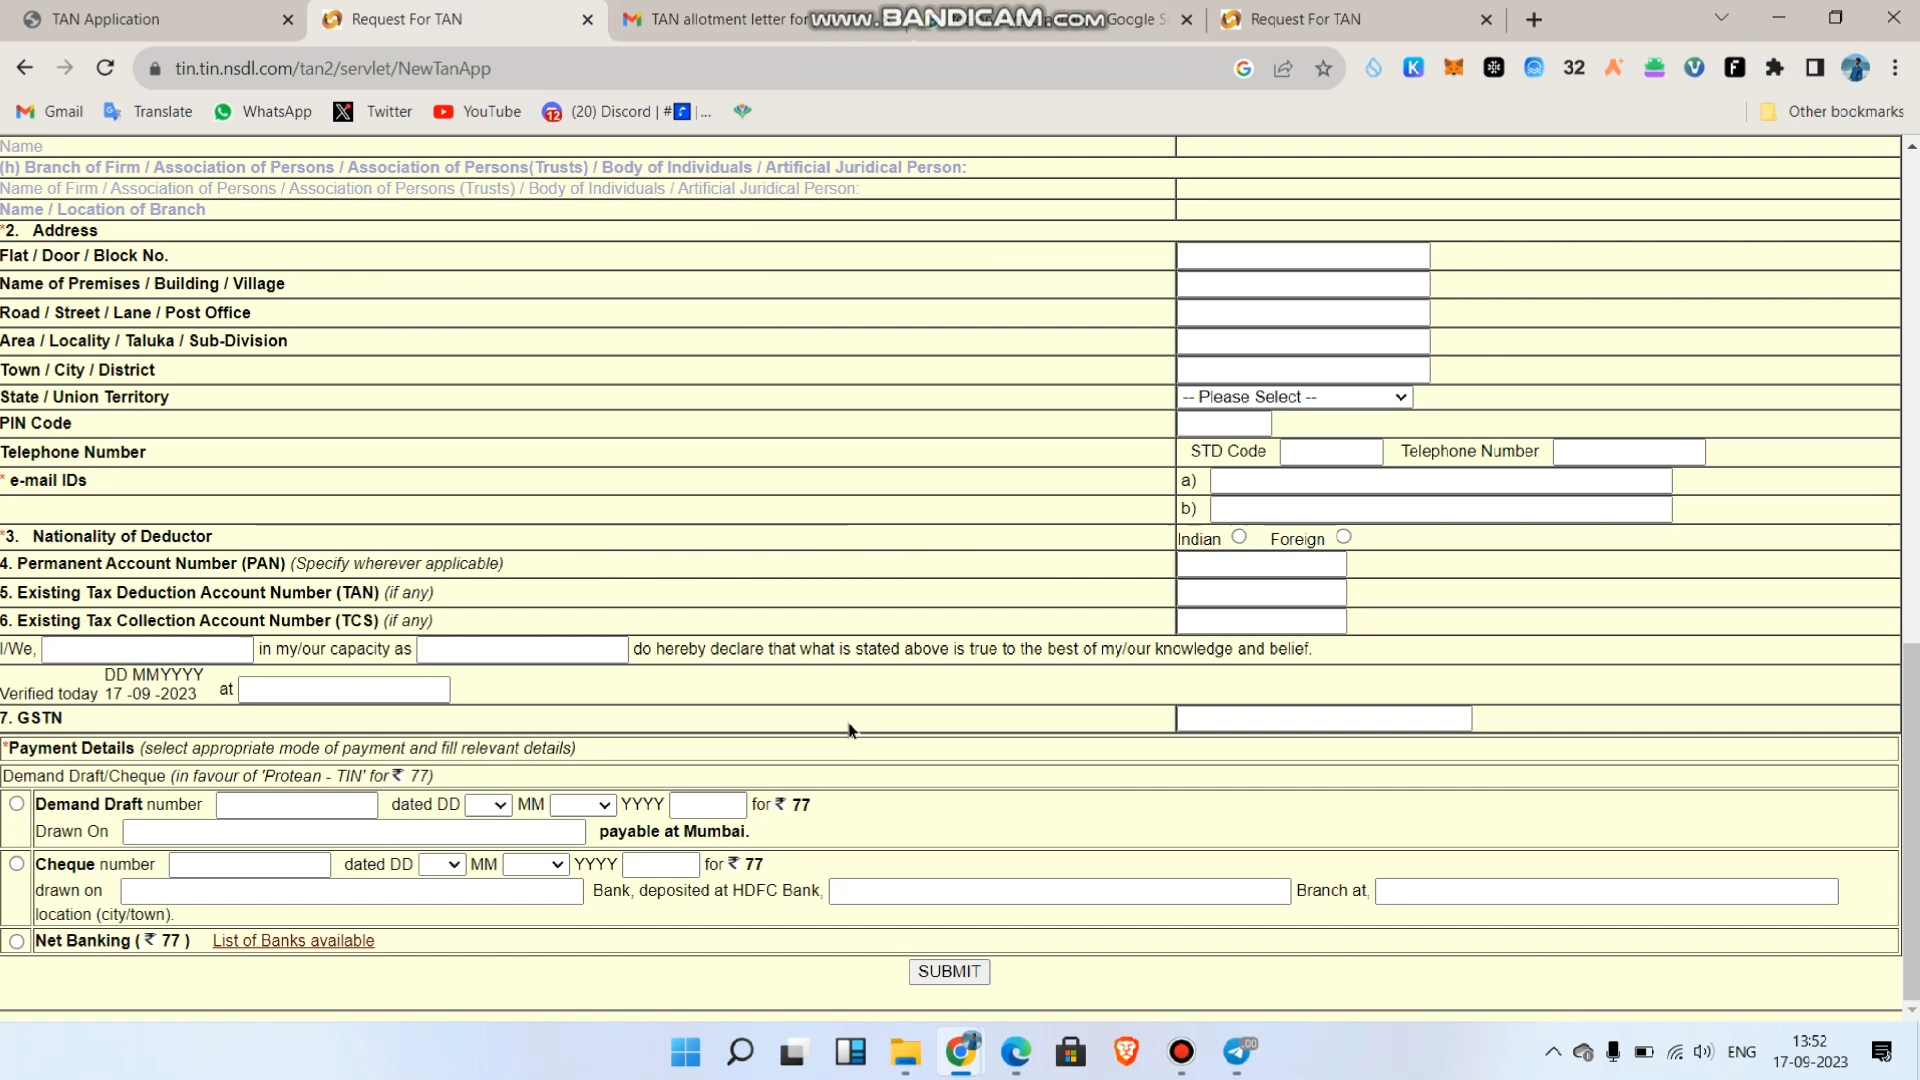 TAN Application
Request For TAN
TAN allotment letter for
www.BANDICAM.com
Google S
Request For TAN
tin.tin.nsdl.com/tan2/servlet/NewTanApp
32
Gmail
Translate
WhatsApp
Twitter
YouTube
12
(20) Discord | #🎵 | ...
Other bookmarks
Name
(h) Branch of Firm / Association of Persons / Association of Persons(Trusts) / Body of Individuals / Artificial Juridical Person:
Name of Firm / Association of Persons / Association of Persons (Trusts) / Body of Individuals / Artificial Juridical Person:
Name / Location of Branch
*2. Address
Flat / Door / Block No.
Name of Premises / Building / Village
Road / Street / Lane / Post Office
Area / Locality / Taluka / Sub-Division
Town / City / District
State / Union Territory -- Please Select --
PIN Code
Telephone Number STD Code Telephone Number
* e-mail IDs a)
b)
*3. Nationality of Deductor Indian Foreign
4. Permanent Account Number (PAN) (Specify wherever applicable)
5. Existing Tax Deduction Account Number (TAN) (if any)
6. Existing Tax Collection Account Number (TCS) (if any)
I/We, in my/our capacity as do hereby declare that what is stated above is true to the best of my/our knowledge and belief.
DD MMYYYY
Verified today 17 -09 -2023 at
7. GSTN
*Payment Details (select appropriate mode of payment and fill relevant details)
Demand Draft/Cheque (in favour of 'Protean - TIN' for ₹ 77)
Demand Draft number dated DD MM YYYY for ₹ 77
Drawn On payable at Mumbai.
Cheque number dated DD MM YYYY for ₹ 77
drawn on Bank, deposited at HDFC Bank, Branch at,
location (city/town).
Net Banking ( ₹ 77 ) List of Banks available
SUBMIT
ENG
13:52
17-09-2023